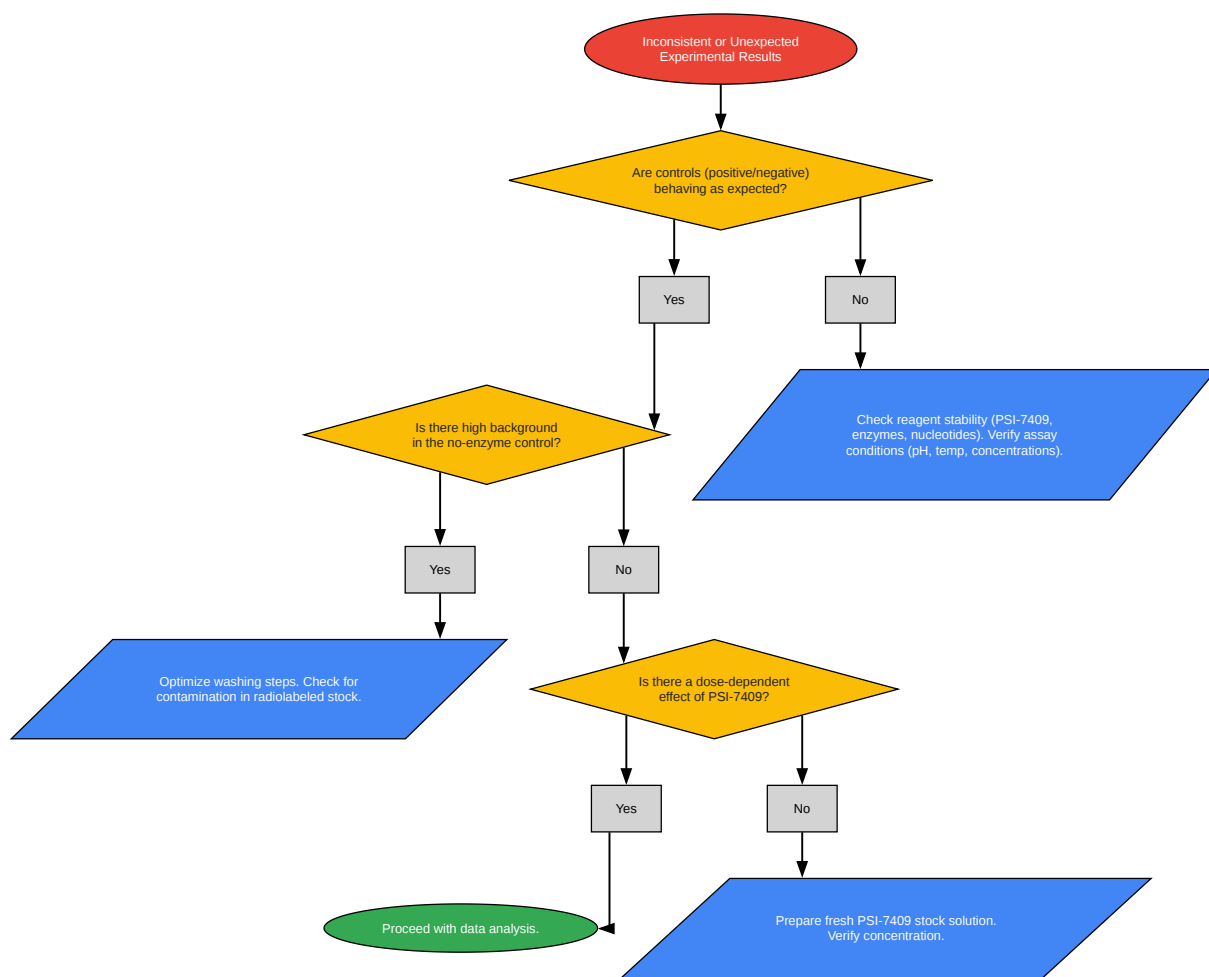 Inconsistent or Unexpected
Experimental Results
Are controls (positive/negative)
behaving as expected?
Yes
No
Check reagent stability (PSI-7409,
enzymes, nucleotides). Verify assay
conditions (pH, temp, concentrations).
Is there high background
in the no-enzyme control?
Yes
No
Optimize washing steps. Check for
contamination in radiolabeled stock.
Is there a dose-dependent
effect of PSI-7409?
Yes
No
Proceed with data analysis.
Prepare fresh PSI-7409 stock solution.
Verify concentration.